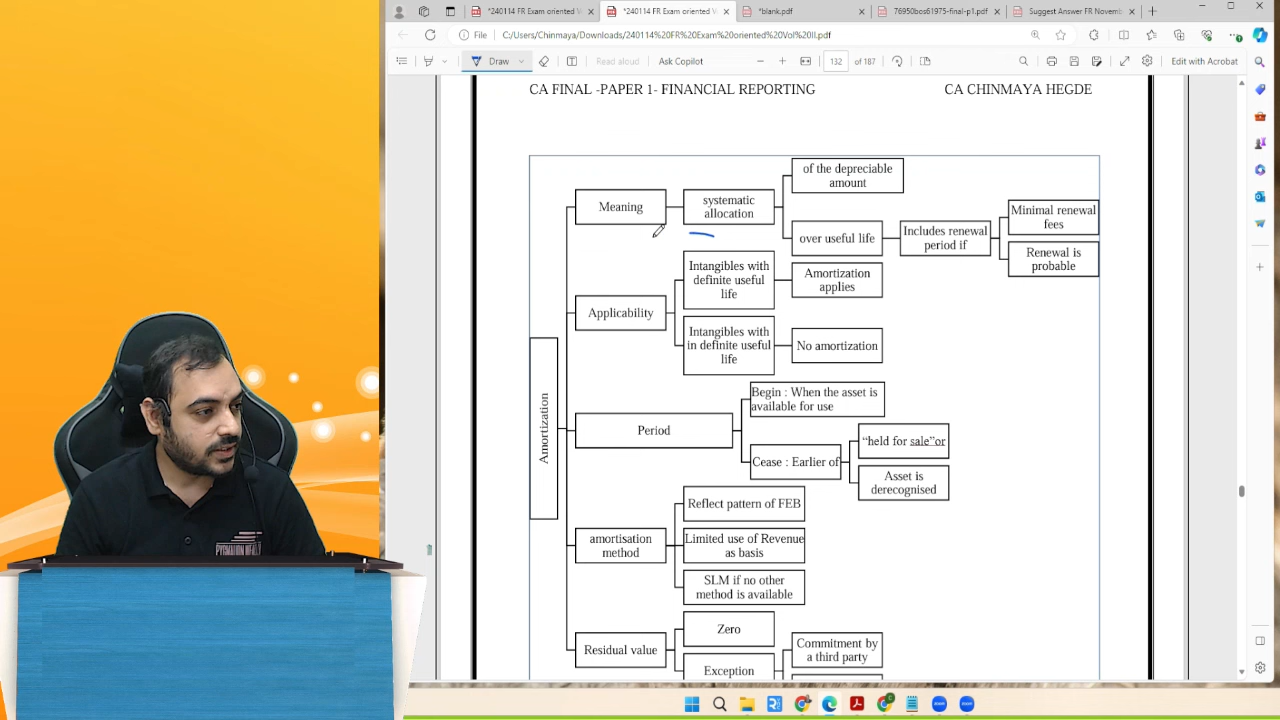 *240114 FR Exam oriented V
*240114 FR Exam oriented Vo
*blank.pdf
76950bos61975-final-p1.pdf
Suggest Answer FR Novemb
File
C:/Users/Chinmaya/Downloads/240114%20FR%20Exam%20oriented%20Vol%20II.pdf
Draw
Read aloud
Ask Copilot
132
of 187
Edit with Acrobat
CA FINAL -PAPER 1- FINANCIAL REPORTING
CA CHINMAYA HEGDE
Amortization
Meaning
systematic
allocation
of the depreciable
amount
over useful life
Includes renewal
period if
Minimal renewal
fees
Renewal is
probable
Applicability
Intangibles with
definite useful
life
Amortization
applies
Intangibles with
in definite useful
life
No amortization
Period
Begin : When the asset is
available for use
Cease : Earlier of
“held for sale”or
Asset is
derecognised
amortisation
method
Reflect pattern of FEB
Limited use of Revenue
as basis
SLM if no other
method is available
Residual value
Zero
Exception
Commitment by
a third party